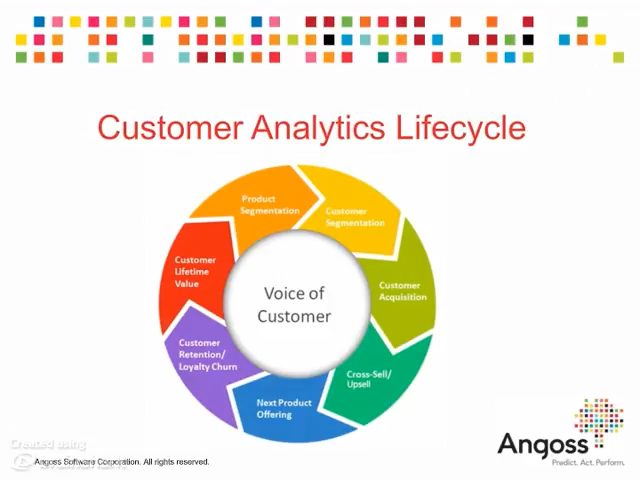 Customer Analytics Lifecycle
Product
Segmentation
Customer
Segmentation
Customer
Acquisition
Cross-Sell/
Upsell
Next Product
Offering
Customer
Retention/
Loyalty Churn
Customer
Lifetime
Value
Voice of
Customer
Created using
Angoss Software Corporation. All rights reserved.
Angoss
Predict. Act. Perform.